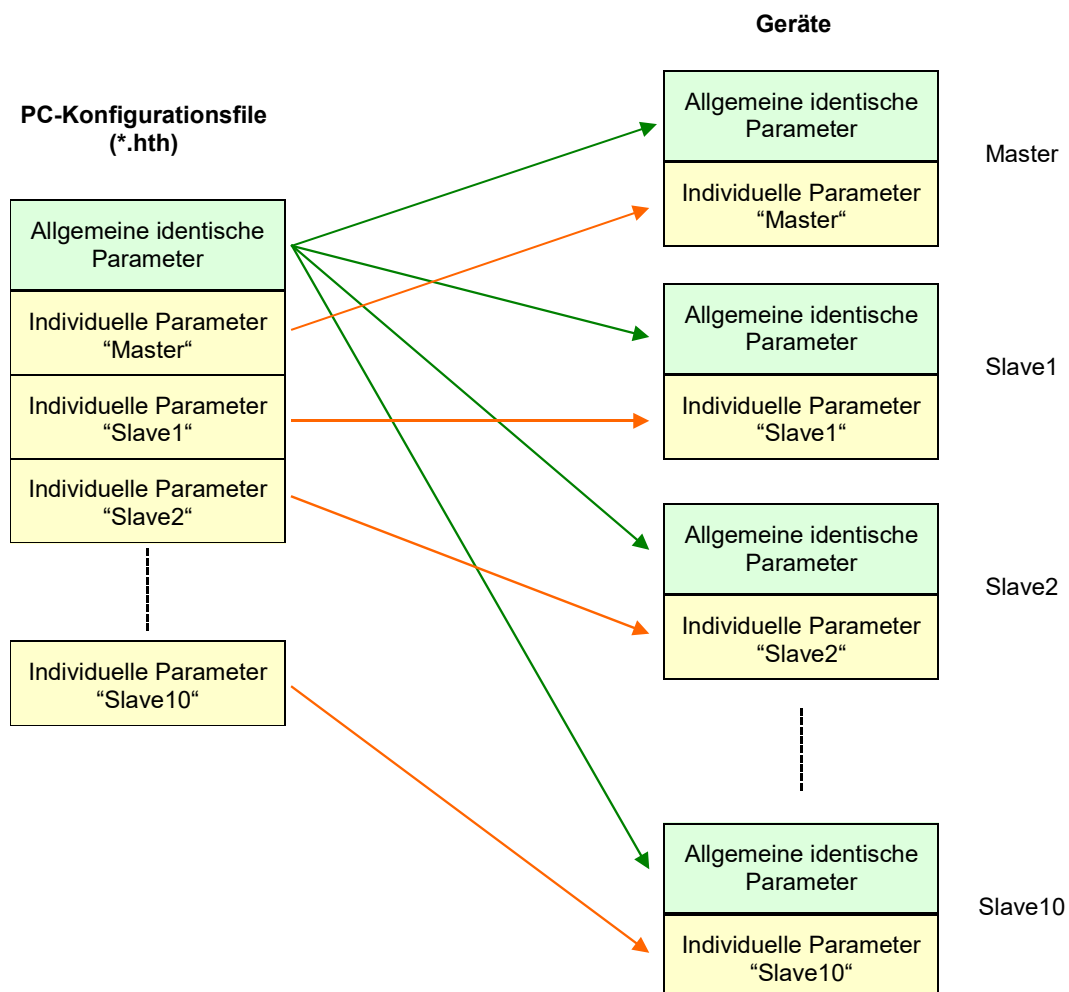 Geräte
PC-Konfigurationsfile
(*.hth)
Allgemeine identische
Parameter
Individuelle Parameter
“Master“
Individuelle Parameter
“Slave1“
Individuelle Parameter
“Slave2“
Individuelle Parameter
“Slave10“
Allgemeine identische
Parameter
Individuelle Parameter
“Master“
Master
Allgemeine identische
Parameter
Individuelle Parameter
“Slave1“
Slave1
Allgemeine identische
Parameter
Individuelle Parameter
“Slave2“
Slave2
Allgemeine identische
Parameter
Individuelle Parameter
“Slave10“
Slave10